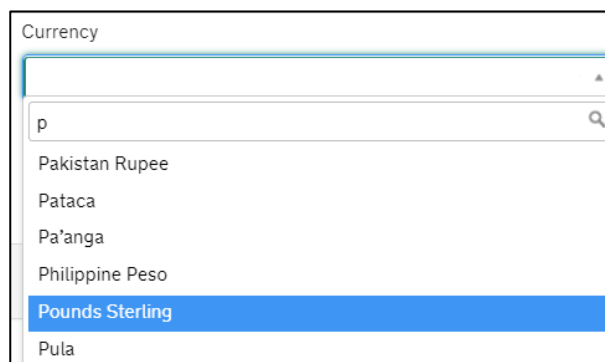 Currency
p
Pakistan Rupee
Pataca
Pa’anga
Philippine Peso
Pounds Sterling
Pula